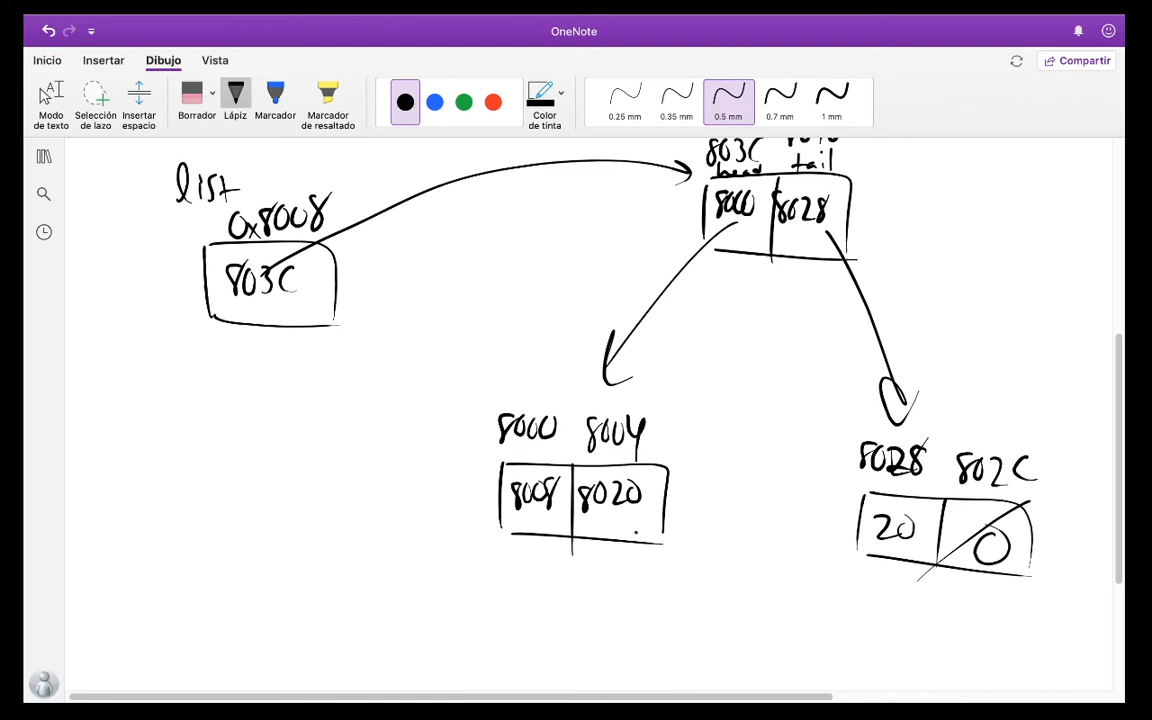 OneNote
Inicio Insertar Dibujo Vista
Compartir
Modo de texto
Selección de lazo
Insertar espacio
Borrador
Lápiz
Marcador
Marcador de resaltado
Color de tinta
0.25 mm 0.35 mm 0.5 mm 0.7 mm 1 mm
803C
head tail
8000 8028
list
0x8008
803C
8000 8004
8008 8020
8028 802C
20 0